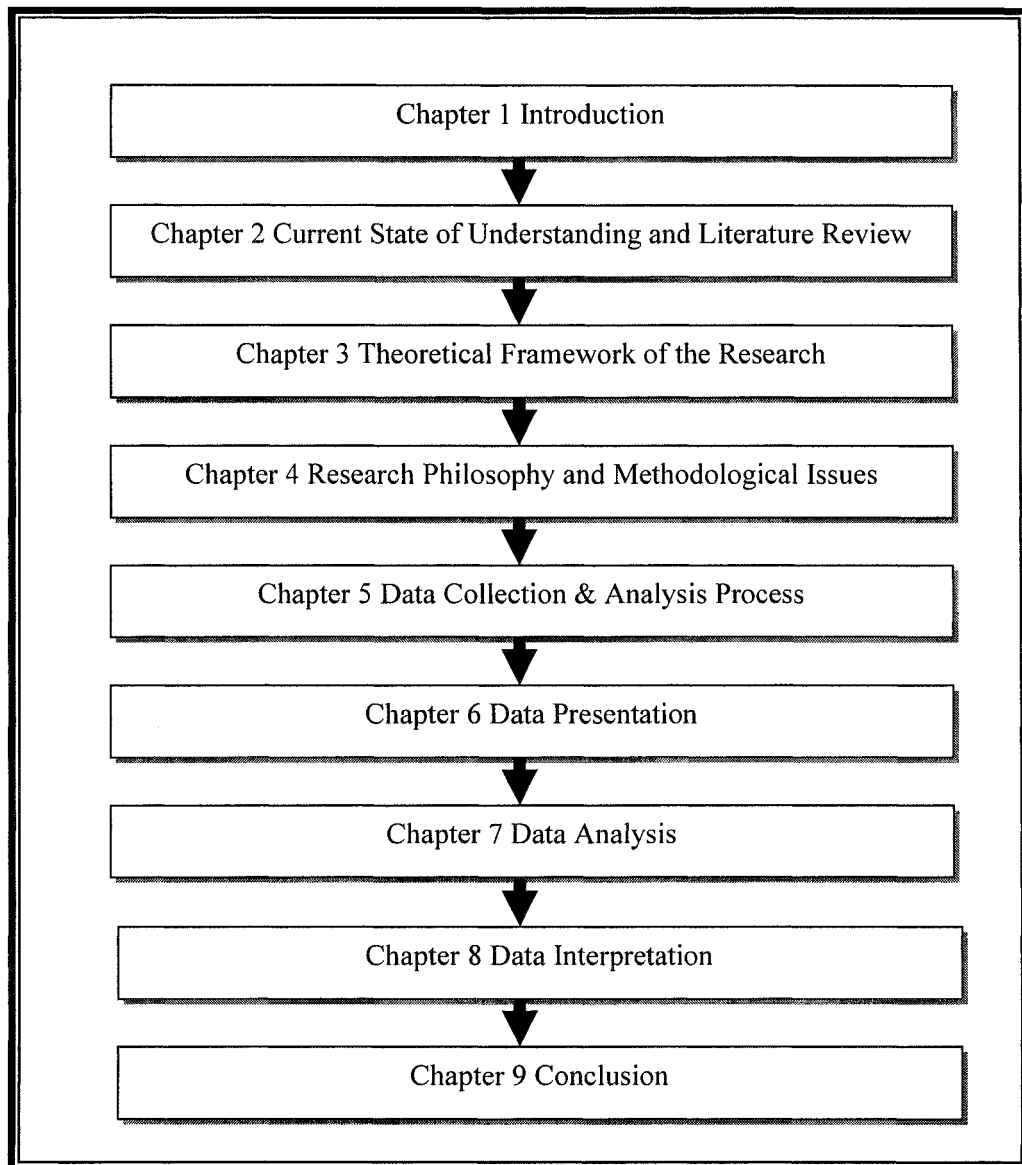 Chapter 1 Introduction
Chapter 2 Current State of Understanding and Literature Review
Chapter 3 Theoretical Framework of the Research
Chapter 4 Research Philosophy and Methodological Issues
Chapter 5 Data Collection & Analysis Process
Chapter 6 Data Presentation
Chapter 7 Data Analysis
Chapter 8 Data Interpretation
Chapter 9 Conclusion